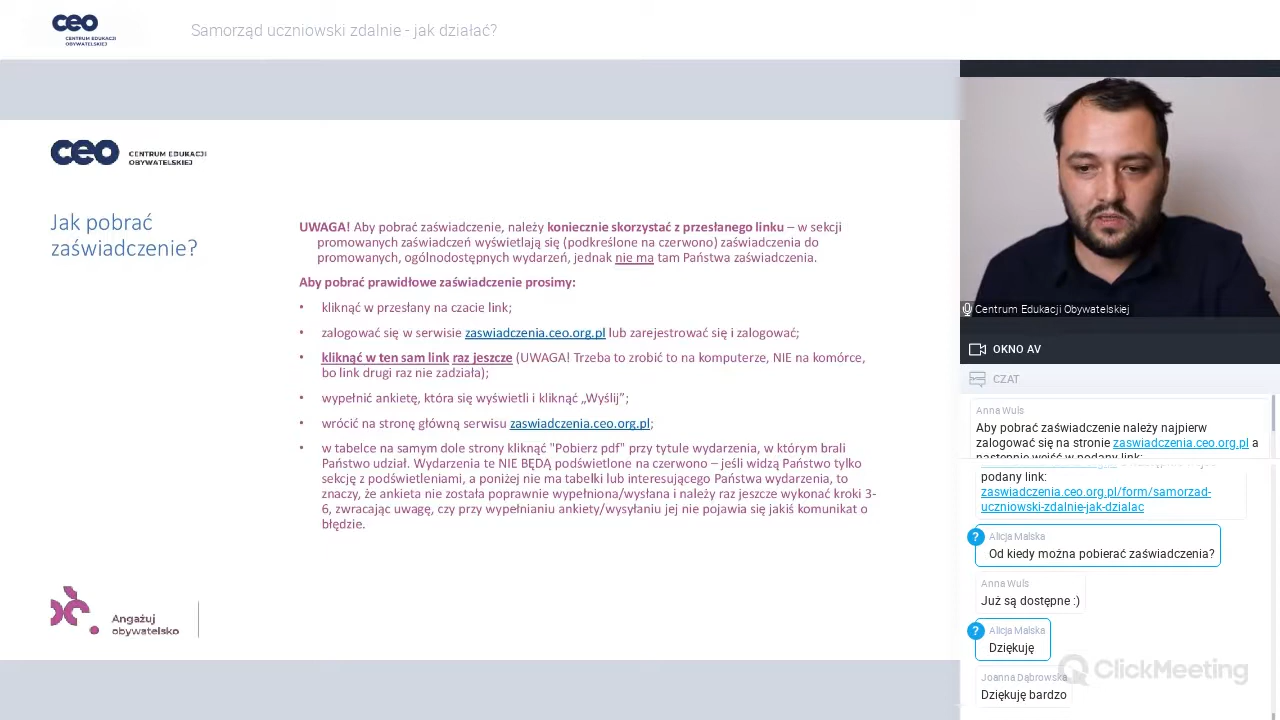 ceo
CENTRUM EDUKACJI
OBYWATELSKIEJ
Samorząd uczniowski zdalnie - jak działać?
ceo
CENTRUM EDUKACJI
OBYWATELSKIEJ
Jak pobrać
zaświadczenie?
UWAGA! Aby pobrać zaświadczenie, należy koniecznie skorzystać z przesłanego linku – w sekcji
promowanych zaświadczeń wyświetlają się (podkreślone na czerwono) zaświadczenia do
promowanych, ogólnodostępnych wydarzeń, jednak nie ma tam Państwa zaświadczenia.
Aby pobrać prawidłowe zaświadczenie prosimy:
• kliknąć w przesłany na czacie link;
• zalogować się w serwisie zaswiadczenia.ceo.org.pl lub zarejestrować się i zalogować;
• kliknąć w ten sam link raz jeszcze (UWAGA! Trzeba to zrobić to na komputerze, NIE na komórce,
bo link drugi raz nie zadziała);
• wypełnić ankietę, która się wyświetli i kliknąć „Wyślij”;
• wrócić na stronę główną serwisu zaswiadczenia.ceo.org.pl;
• w tabelce na samym dole strony kliknąć "Pobierz pdf" przy tytule wydarzenia, w którym brali
Państwo udział. Wydarzenia te NIE BĘDĄ podświetlone na czerwono – jeśli widzą Państwo tylko
sekcję z podświetleniami, a poniżej nie ma tabelki lub interesującego Państwa wydarzenia, to
znaczy, że ankieta nie została poprawnie wypełniona/wysłana i należy raz jeszcze wykonać kroki 3-
6, zwracając uwagę, czy przy wypełnianiu ankiety/wysyłaniu jej nie pojawia się jakiś komunikat o
błędzie.
Angażuj
obywatelsko
Centrum Edukacji Obywatelskiej
OKNO AV
CZAT
Anna Wuls
Aby pobrać zaświadczenie należy najpierw
zalogować się na stronie zaswiadczenia.ceo.org.pl a
następnie wejść w podany link:
podany link:
zaswiadczenia.ceo.org.pl/form/samorzad-
uczniowski-zdalnie-jak-dzialac
? Alicja Malska
Od kiedy można pobierać zaświadczenia?
Anna Wuls
Już są dostępne :)
? Alicja Malska
Dziękuję
ClickMeeting
Joanna Dąbrowska
Dziękuję bardzo